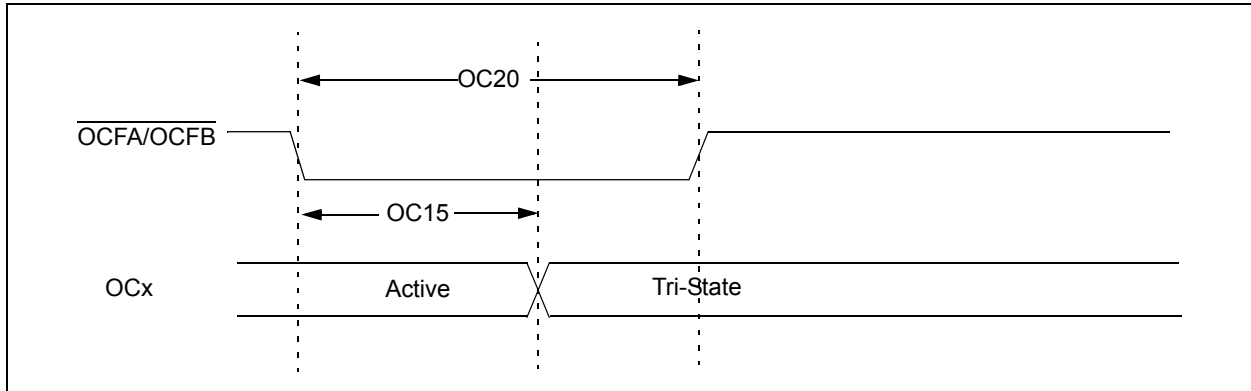 OC20
OCFA/OCFB
OC15
OCx
Active
Tri-State